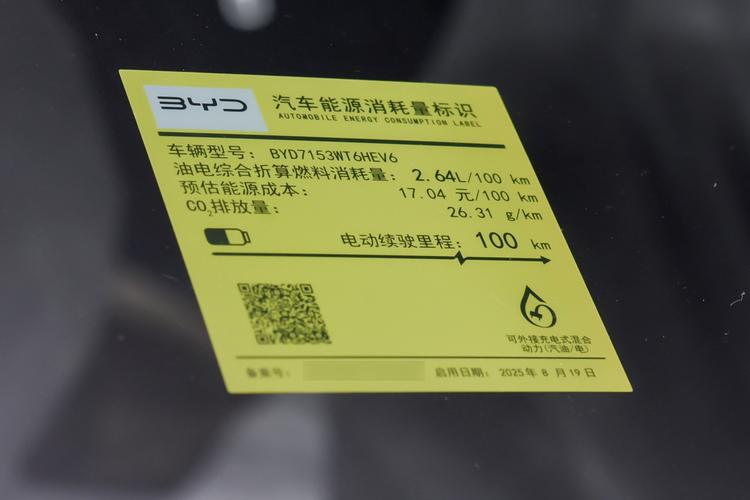 BYD 汽车能源消耗量标识
AUTOMOBILE ENERGY CONSUMPTION LABEL
车辆型号: BYD7153WT6HEV6
油电综合折算燃料消耗量: 2.64L/100 km
预估能源成本: 17.04 元/100 km
CO₂排放量: 26.31 g/km
电动续驶里程: 100 km
可外接充电式混合
动力(汽油/电)
备案号: 启用日期: 2025年 8 月 19 日